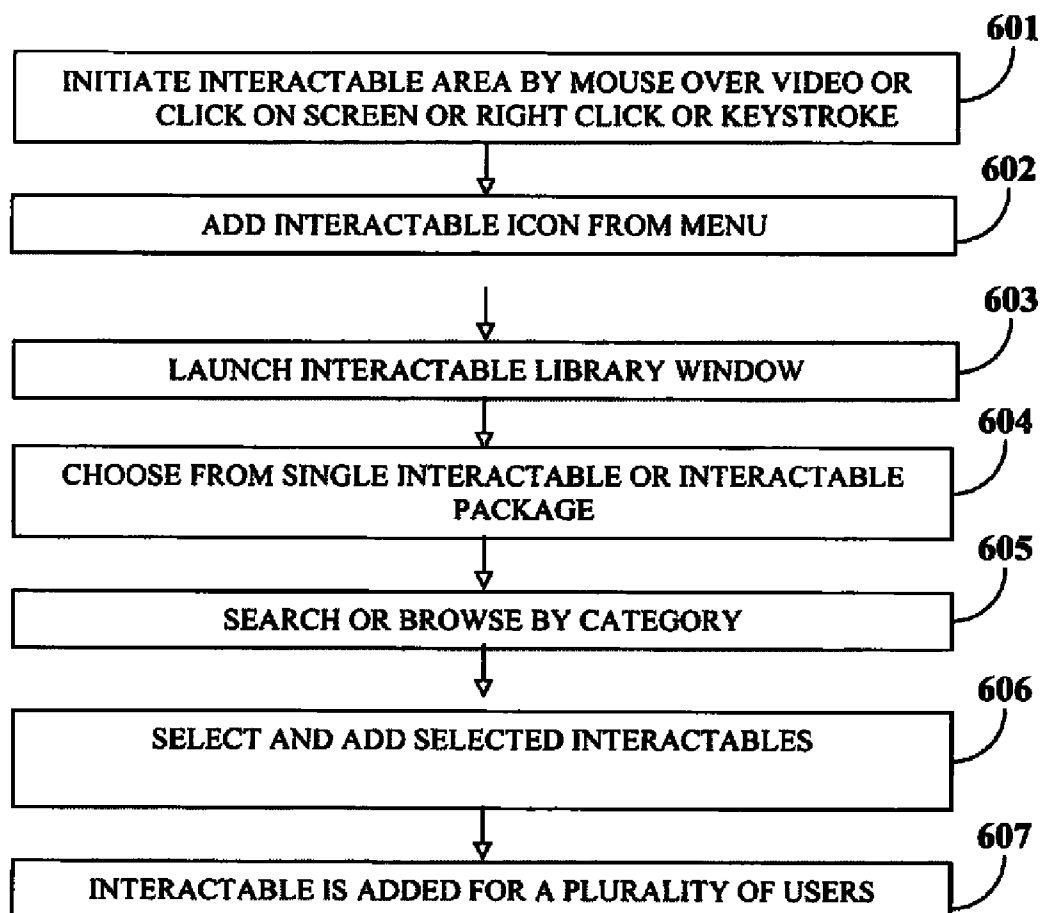 601
INITIATE INTERACTABLE AREA BY MOUSE OVER VIDEO OR
CLICK ON SCREEN OR RIGHT CLICK OR KEYSTROKE
602
ADD INTERACTABLE ICON FROM MENU
603
LAUNCH INTERACTABLE LIBRARY WINDOW
604
CHOOSE FROM SINGLE INTERACTABLE OR INTERACTABLE
PACKAGE
605
SEARCH OR BROWSE BY CATEGORY
606
SELECT AND ADD SELECTED INTERACTABLES
607
INTERACTABLE IS ADDED FOR A PLURALITY OF USERS